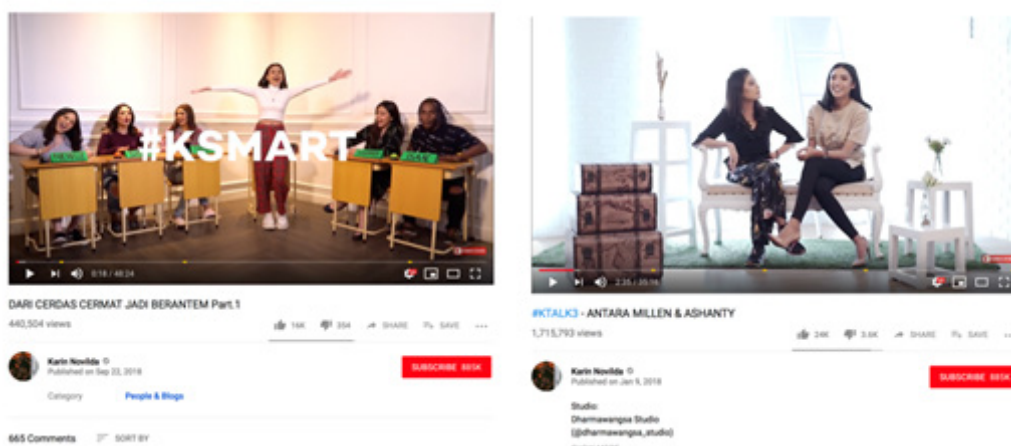 #KSMART
0:18 / 48:24
DARI CERDAS CERMAT JADI BERANTEM Part.1
440,504 views
16K
354
SHARE
SAVE
Karin Novilda
Published on Sep 22, 2018
SUBSCRIBE 885K
Category
People & Blogs
665 Comments
SORT BY
2:35 / 35:16
#KTALK3 - ANTARA MILLEN & ASHANTY
1,715,793 views
24K
3.6K
SHARE
SAVE
Karin Novilda
Published on Jan 9, 2018
SUBSCRIBE 885K
Studio:
Dharmawangsa Studio
(@dharmawangsa_studio)